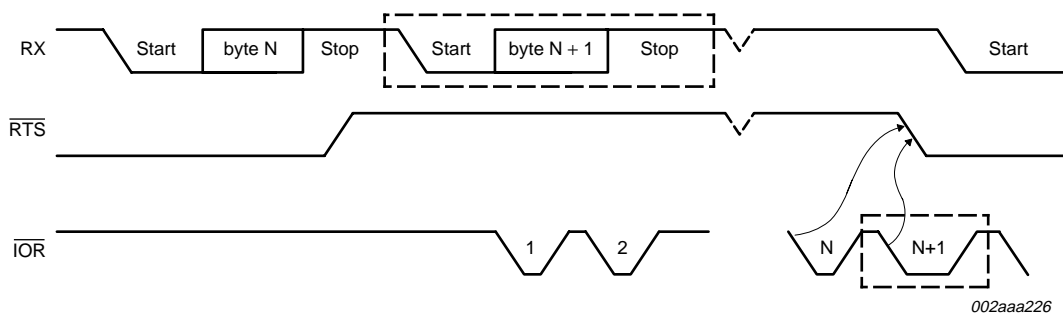 RX Start byte N Stop Start byte N + 1 Stop Start
RTS
IOR 1 2 N N+1
002aaa226